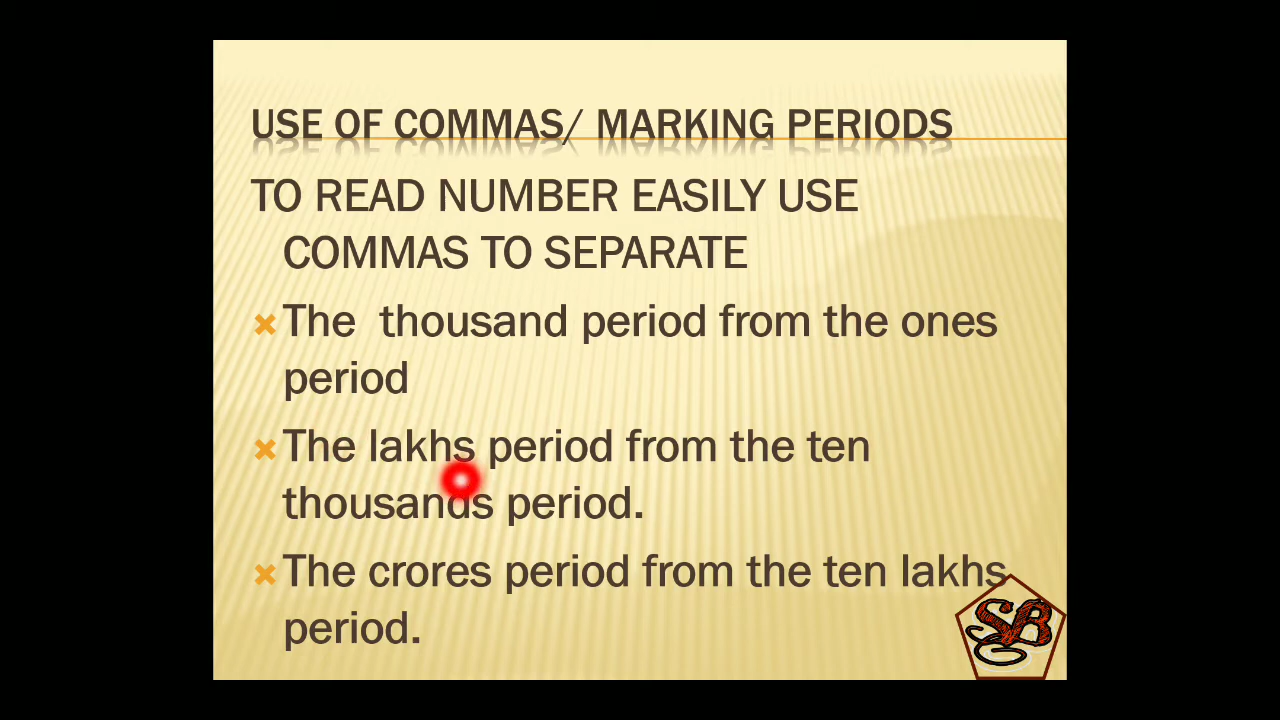 USE OF COMMAS/ MARKING PERIODS
TO READ NUMBER EASILY USE
COMMAS TO SEPARATE
The thousand period from the ones
period
The lakhs period from the ten
thousands period.
The crores period from the ten lakhs
period.
SB